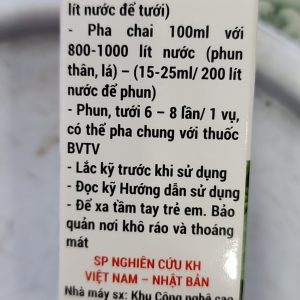 lít nước để tưới)
- Pha chai 100ml với
800-1000 lít nước (phun
thân, lá) – (15-25ml/ 200 lít
nước để phun)
- Phun, tưới 6 – 8 lần/ 1 vụ,
có thể pha chung với thuốc
BVTV
- Lắc kỹ trước khi sử dụng
- Đọc kỹ Hướng dẫn sử dụng
- Để xa tầm tay trẻ em. Bảo
quản nơi khô ráo và thoáng
mát
SP NGHIÊN CỨU KH
VIỆT NAM – NHẬT BẢN
Nhà máy sx: Khu Công nghệ cao